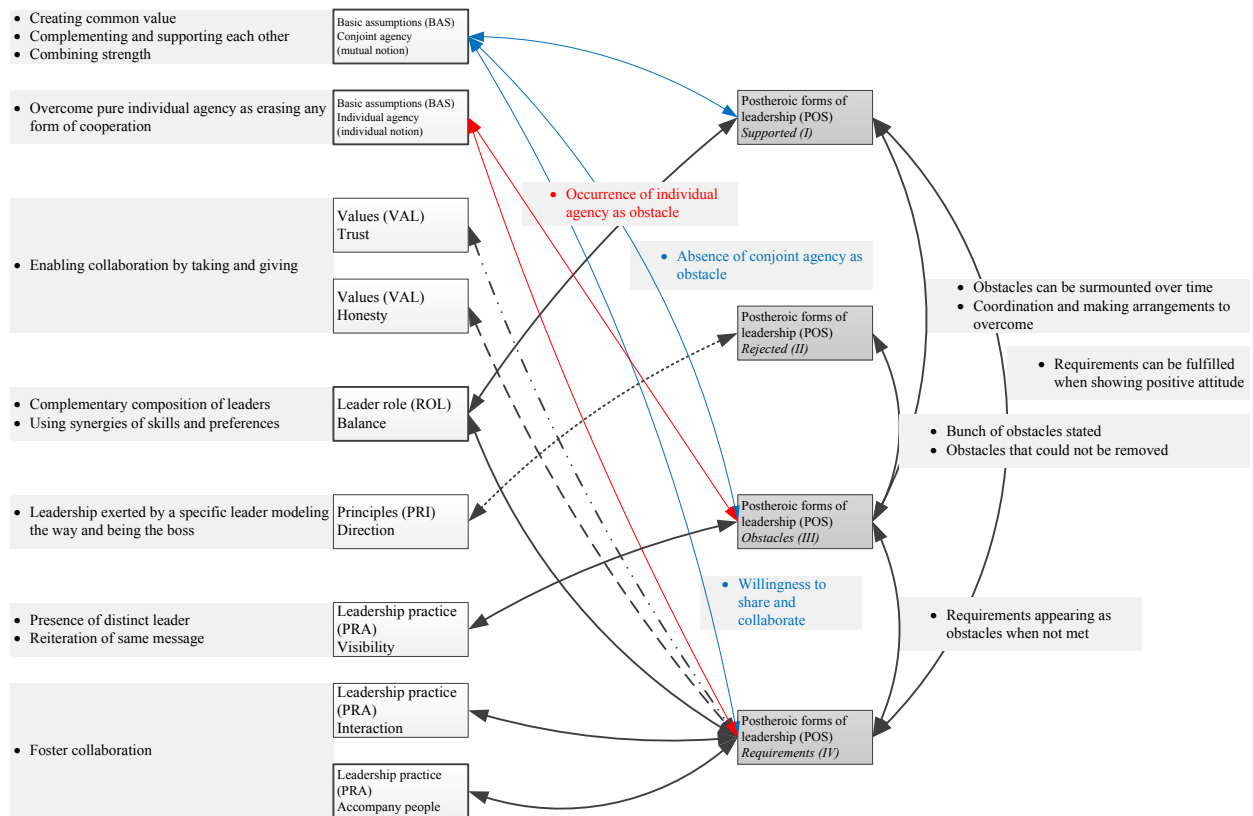 • Creating common value
• Complementing and supporting each other
• Combining strength
Basic assumptions (BAS)
Conjoint agency
(mutual notion)
• Overcome pure individual agency as erasing any
form of cooperation
Basic assumptions (BAS)
Individual agency
(individual notion)
Postheroic forms of
leadership (POS)
Supported (I)
• Occurrence of individual
agency as obstacle
Values (VAL)
Trust
• Enabling collaboration by taking and giving
Values (VAL)
Honesty
• Absence of conjoint agency as
obstacle
Postheroic forms of
leadership (POS)
Rejected (II)
• Obstacles can be surmounted over time
• Coordination and making arrangements to
overcome
• Requirements can be fulfilled
when showing positive attitude
• Complementary composition of leaders
• Using synergies of skills and preferences
Leader role (ROL)
Balance
• Bunch of obstacles stated
• Obstacles that could not be removed
• Leadership exerted by a specific leader modeling
the way and being the boss
Principles (PRI)
Direction
Postheroic forms of
leadership (POS)
Obstacles (III)
• Willingness to
share and
collaborate
• Presence of distinct leader
• Reiteration of same message
Leadership practice
(PRA)
Visibility
• Requirements appearing as
obstacles when not met
• Foster collaboration
Leadership practice
(PRA)
Interaction
Postheroic forms of
leadership (POS)
Requirements (IV)
Leadership practice
(PRA)
Accompany people